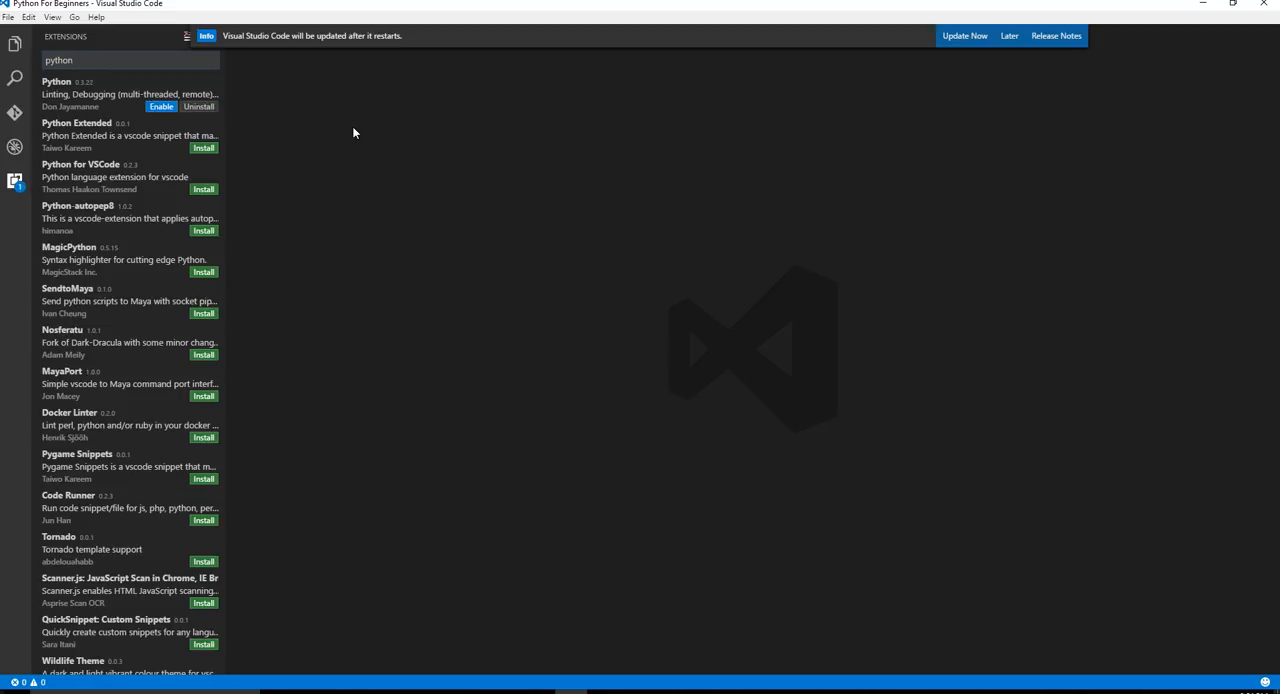 Python For Beginners - Visual Studio Code
File Edit View Go Help
EXTENSIONS
Info Visual Studio Code will be updated after it restarts. Update Now Later Release Notes
python
Python 0.3.22
Linting, Debugging (multi-threaded, remote)...
Don Jayamanne Enable Uninstall
Python Extended 0.0.1
Python Extended is a vscode snippet that ma...
Taiwo Kareem Install
Python for VSCode 0.2.3
Python language extension for vscode
Thomas Haakon Townsend Install
Python-autopep8 1.0.2
This is a vscode-extension that applies autop...
himanoa Install
MagicPython 0.5.15
Syntax highlighter for cutting edge Python.
MagicStack Inc. Install
SendtoMaya 0.1.0
Send python scripts to Maya with socket pip...
Ivan Cheung Install
Nosferatu 1.0.1
Fork of Dark-Dracula with some minor chang...
Adam Meily Install
MayaPort 1.0.0
Simple vscode to Maya command port interf...
Jon Macey Install
Docker Linter 0.2.0
Lint perl, python and/or ruby in your docker ...
Henrik Sjööh Install
Pygame Snippets 0.0.1
Pygame Snippets is a vscode snippet that m...
Taiwo Kareem Install
Code Runner 0.2.3
Run code snippet/file for js, php, python, per...
Jun Han Install
Tornado 0.0.1
Tornado template support
abdelouahabb Install
Scanner.js: JavaScript Scan in Chrome, IE Br
Scanner.js enables HTML JavaScript scanning...
Asprise Scan OCR Install
QuickSnippet: Custom Snippets 0.0.1
Quickly create custom snippets for any langu...
Sara Itani Install
Wildlife Theme 0.0.3
A dark and light vibrant colour theme for vsc
1
0 0